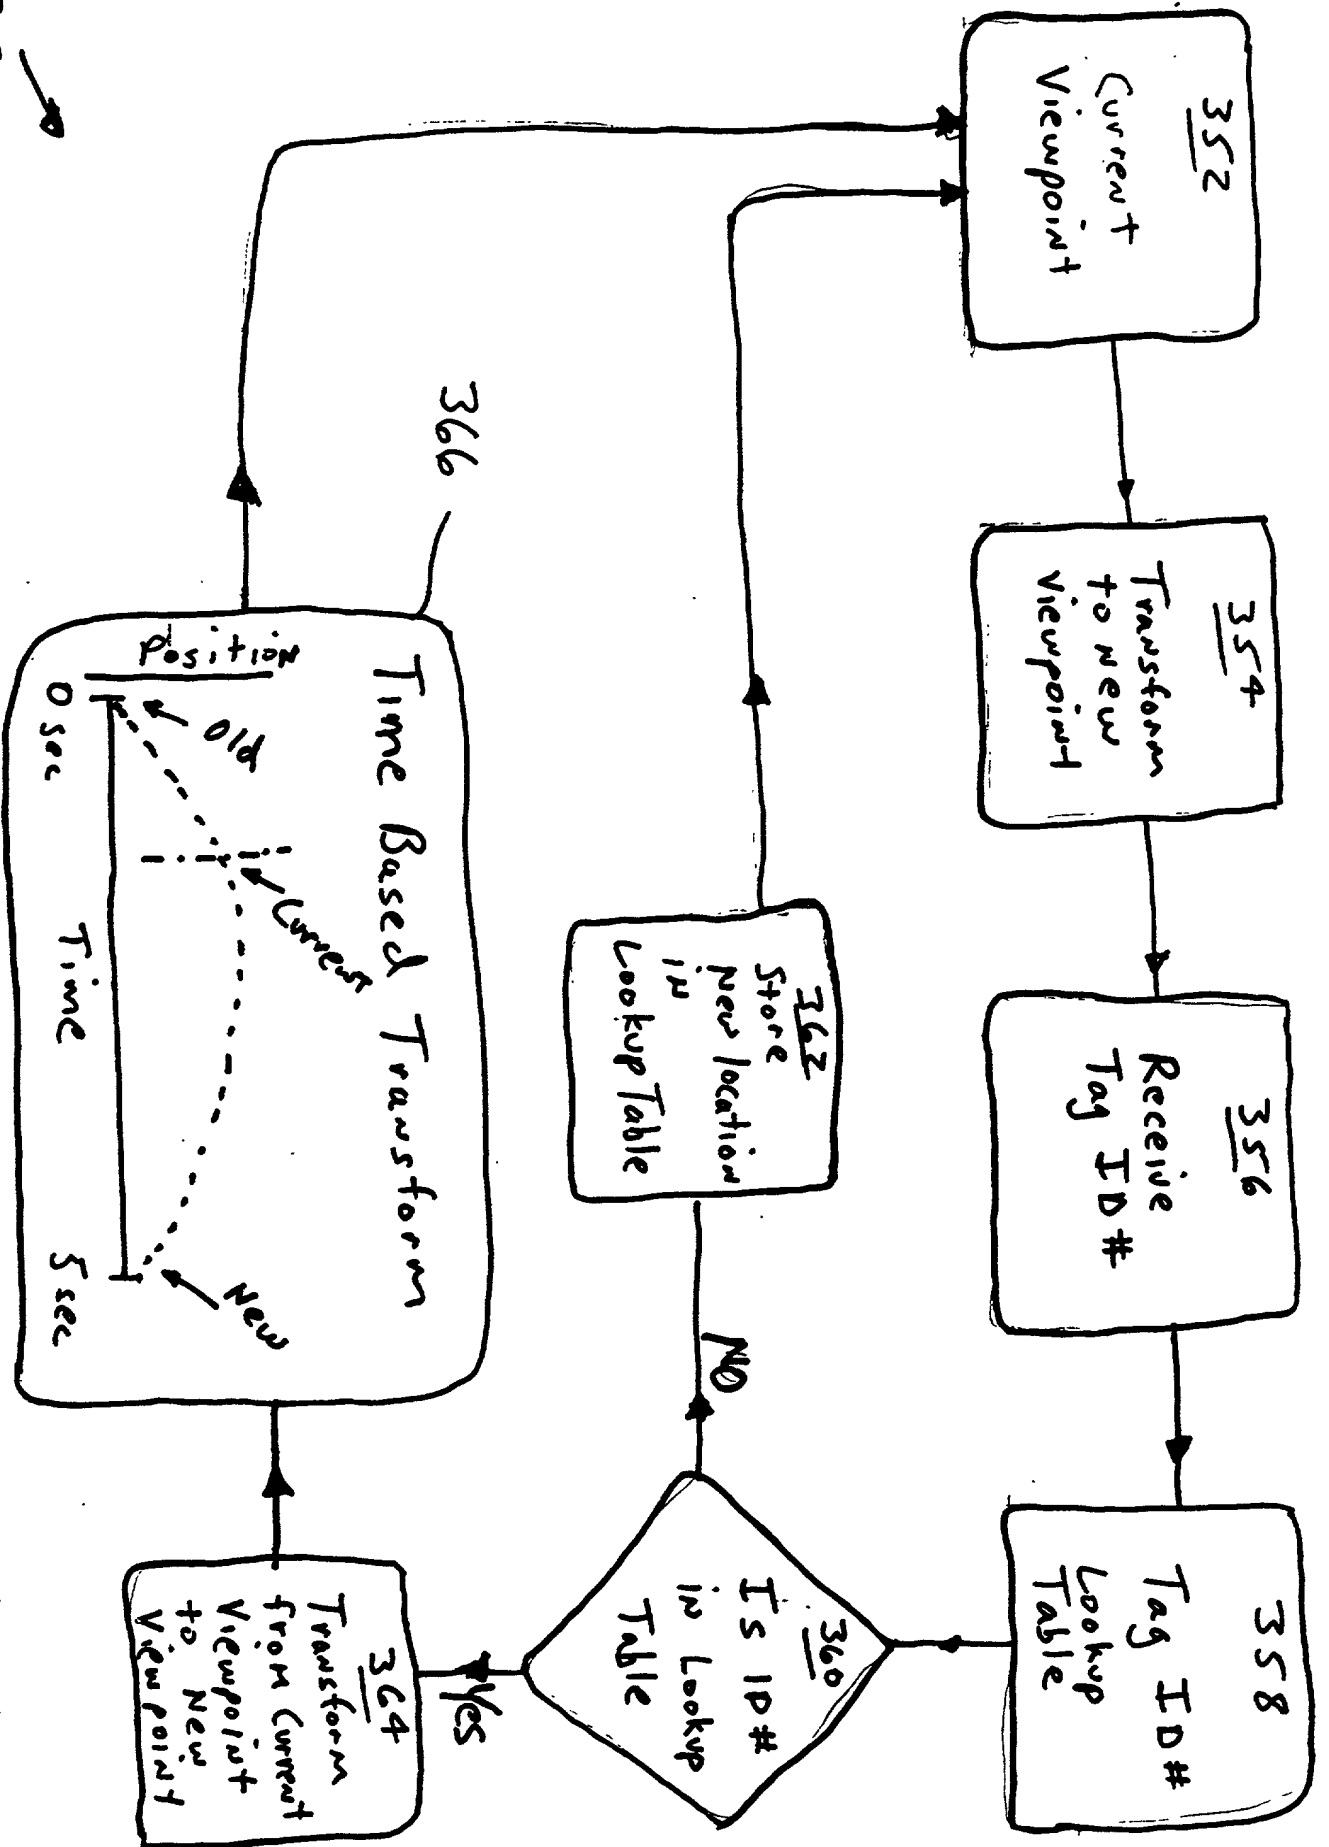 352
Current
Viewpoint
354
Transform
to New
Viewpoint
356
Receive
Tag ID#
358
Tag ID#
Lookup
Table
360
Is ID#
in Lookup
Table
NO
Yes
362
Store
New location
in
Lookup Table
364
Transform
from Current
Viewpoint
to New
Viewpoint
366
Time Based Transform
Position
Old
Current
New
0 sec
Time
5 sec